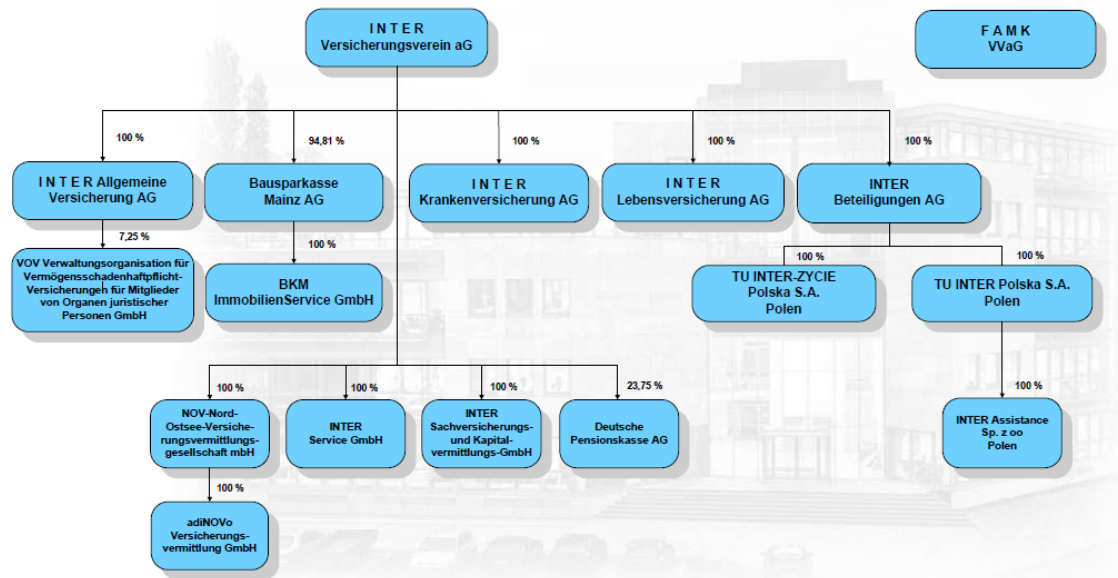 I N T E R
Versicherungsverein aG
F A M K
VVaG
100 %
94,81 %
100 %
100 %
100 %
I N T E R Allgemeine
Versicherung AG
Bausparkasse
Mainz AG
I N T E R
Krankenversicherung AG
I N T E R
Lebensversicherung AG
INTER
Beteiligungen AG
7,25 %
100 %
100 %
100 %
VOV Verwaltungsorganisation für
Vermögensschadenhaftpflicht-
Versicherungen für Mitglieder
von Organen juristischer
Personen GmbH
BKM
ImmobilienService GmbH
TU INTER-ZYCIE
Polska S.A.
Polen
TU INTER Polska S.A.
Polen
100 %
100 %
100 %
23,75 %
100 %
NOV-Nord-
Ostsee-Versiche-
rungsvermittlungs-
gesellschaft mbH
INTER
Service GmbH
INTER
Sachversicherungs-
und Kapital-
vermittlungs-GmbH
Deutsche
Pensionskasse AG
INTER Assistance
Sp. z oo
Polen
100 %
adiNOVo
Versicherungs-
vermittlung GmbH